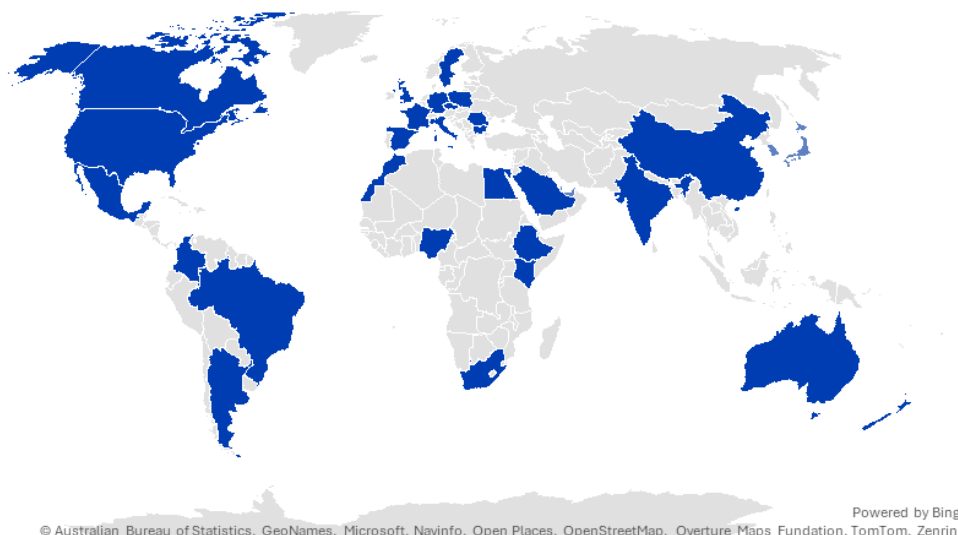 Powered by Bing
© Australian Bureau of Statistics, GeoNames, Microsoft, Navinfo, Open Places, OpenStreetMap, Overture Maps Fundation, TomTom, Zenrin